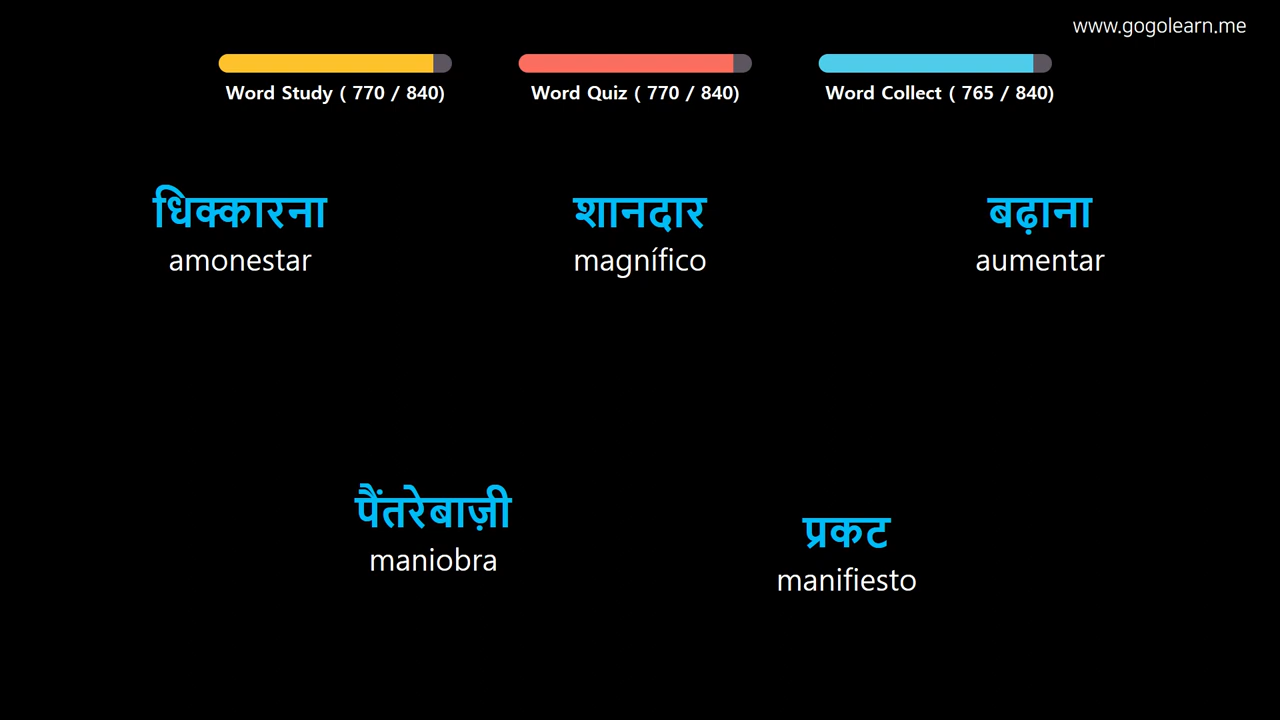 www.gogolearn.me
Word Study ( 770 / 840)
Word Quiz ( 770 / 840)
Word Collect ( 765 / 840)
धिक्कारना
amonestar
शानदार
magnífico
बढ़ाना
aumentar
पैंतरेबाज़ी
maniobra
प्रकट
manifiesto